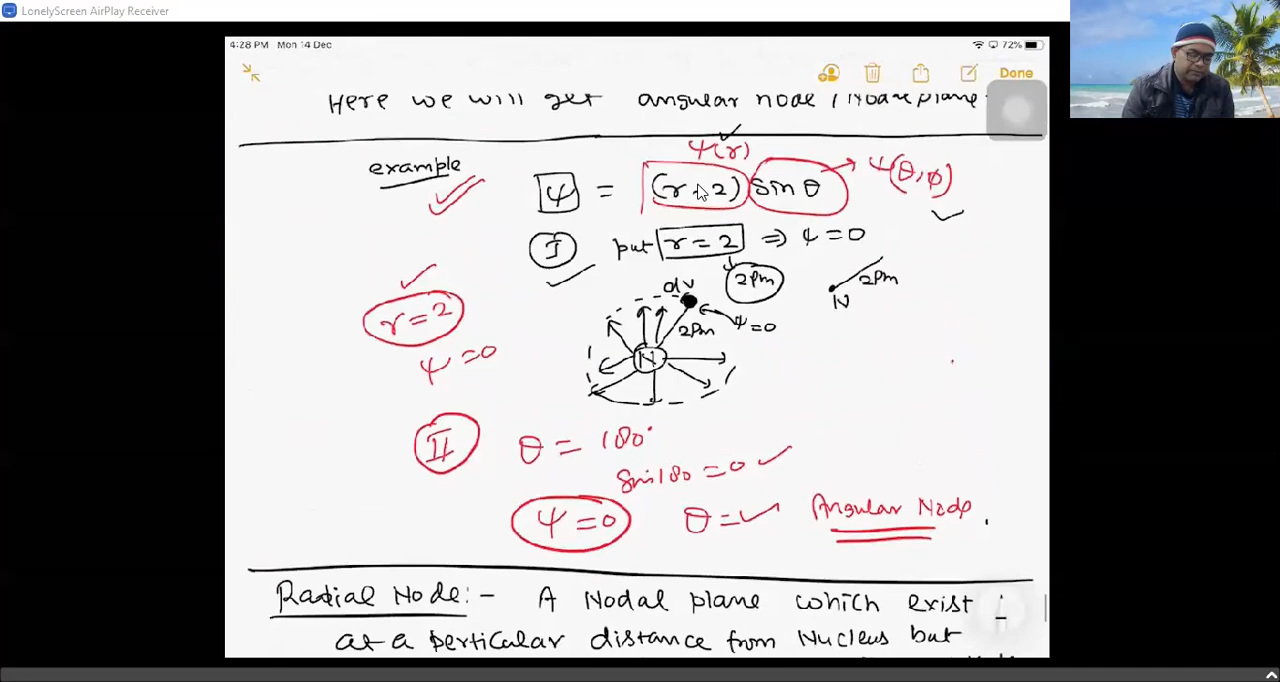 LonelyScreen AirPlay Receiver
4:28 PM Mon 14 Dec
72%
Done
Here we will get angular node / Nodal plane
example
ψ(r)
ψ = (r-2) sin θ
ψ(θ,φ)
I put r = 2 ⇒ ψ = 0
2Pm
dv
2Pm
N
r = 2
2Pm
ψ = 0
ψ = 0
N
II θ = 180°
sin 180 = 0 ✓
ψ = 0 θ = ✓ Angular Node.
Radial Node:- A Nodal plane which exist
at a perticular distance from Nucleus but